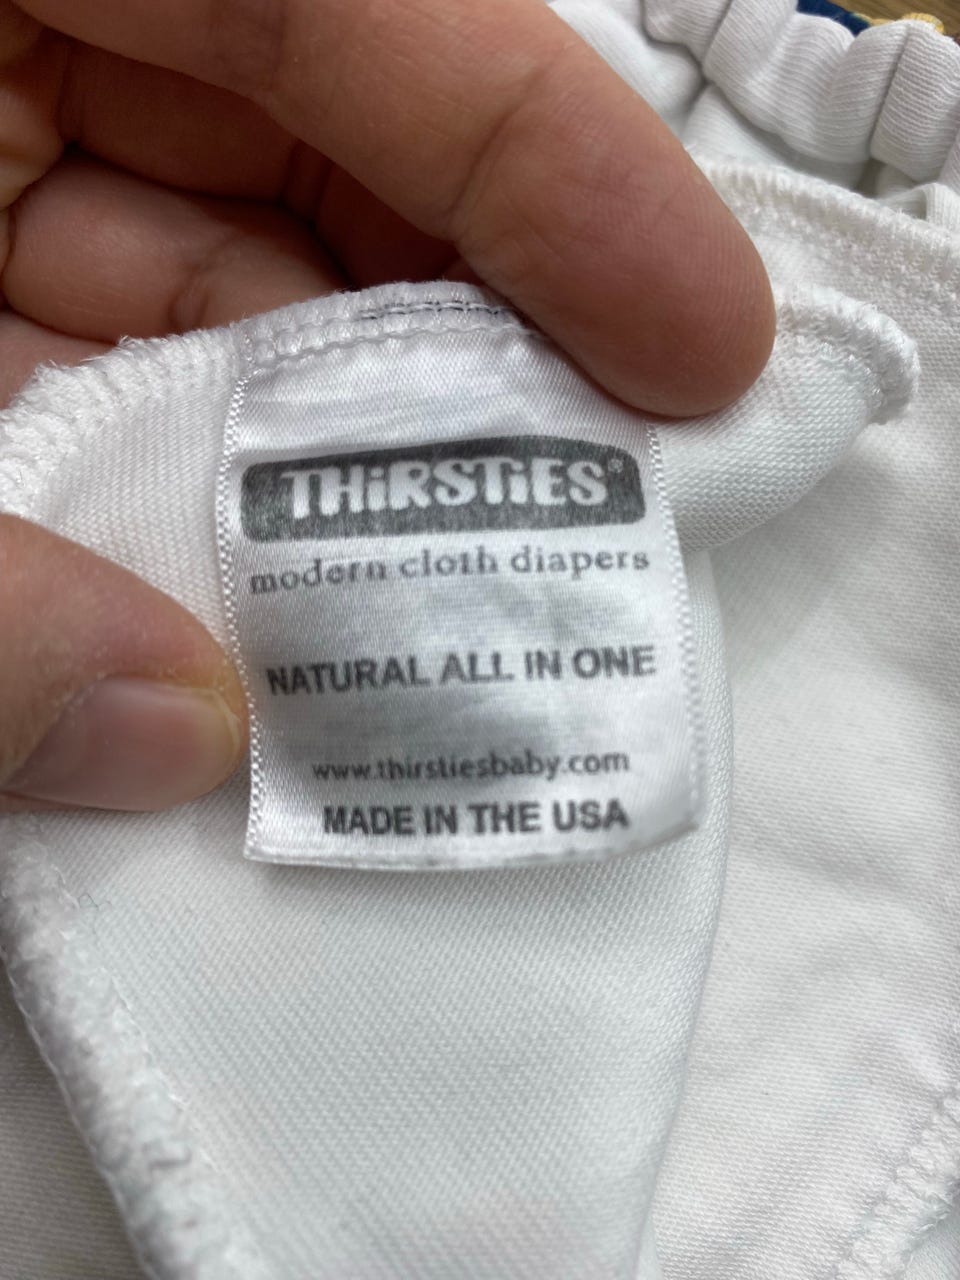 THiRSTiES®
modern cloth diapers
NATURAL ALL IN ONE
www.thirstiesbaby.com
MADE IN THE USA